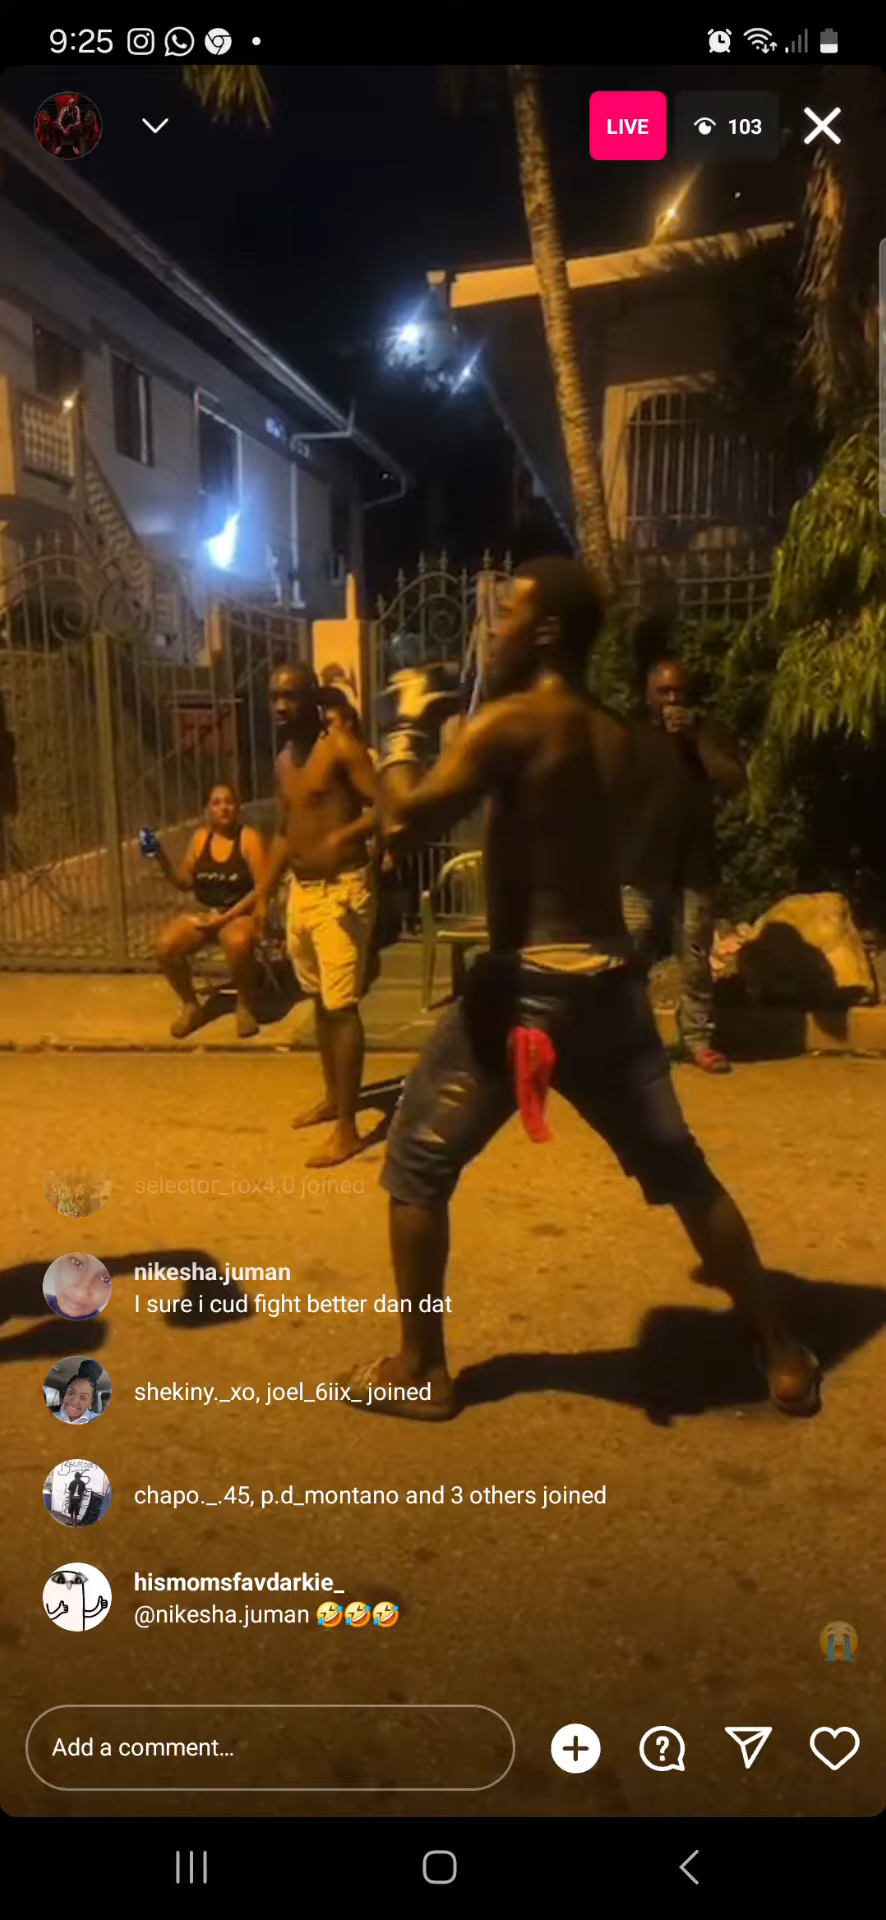 9:25
LIVE
103
selector_rox4.0 joined
nikesha.juman
I sure i cud fight better dan dat
shekiny._xo, joel_6iix_ joined
chapo._.45, p.d_montano and 3 others joined
hismomsfavdarkie_
@nikesha.juman 🤣🤣🤣
Add a comment...